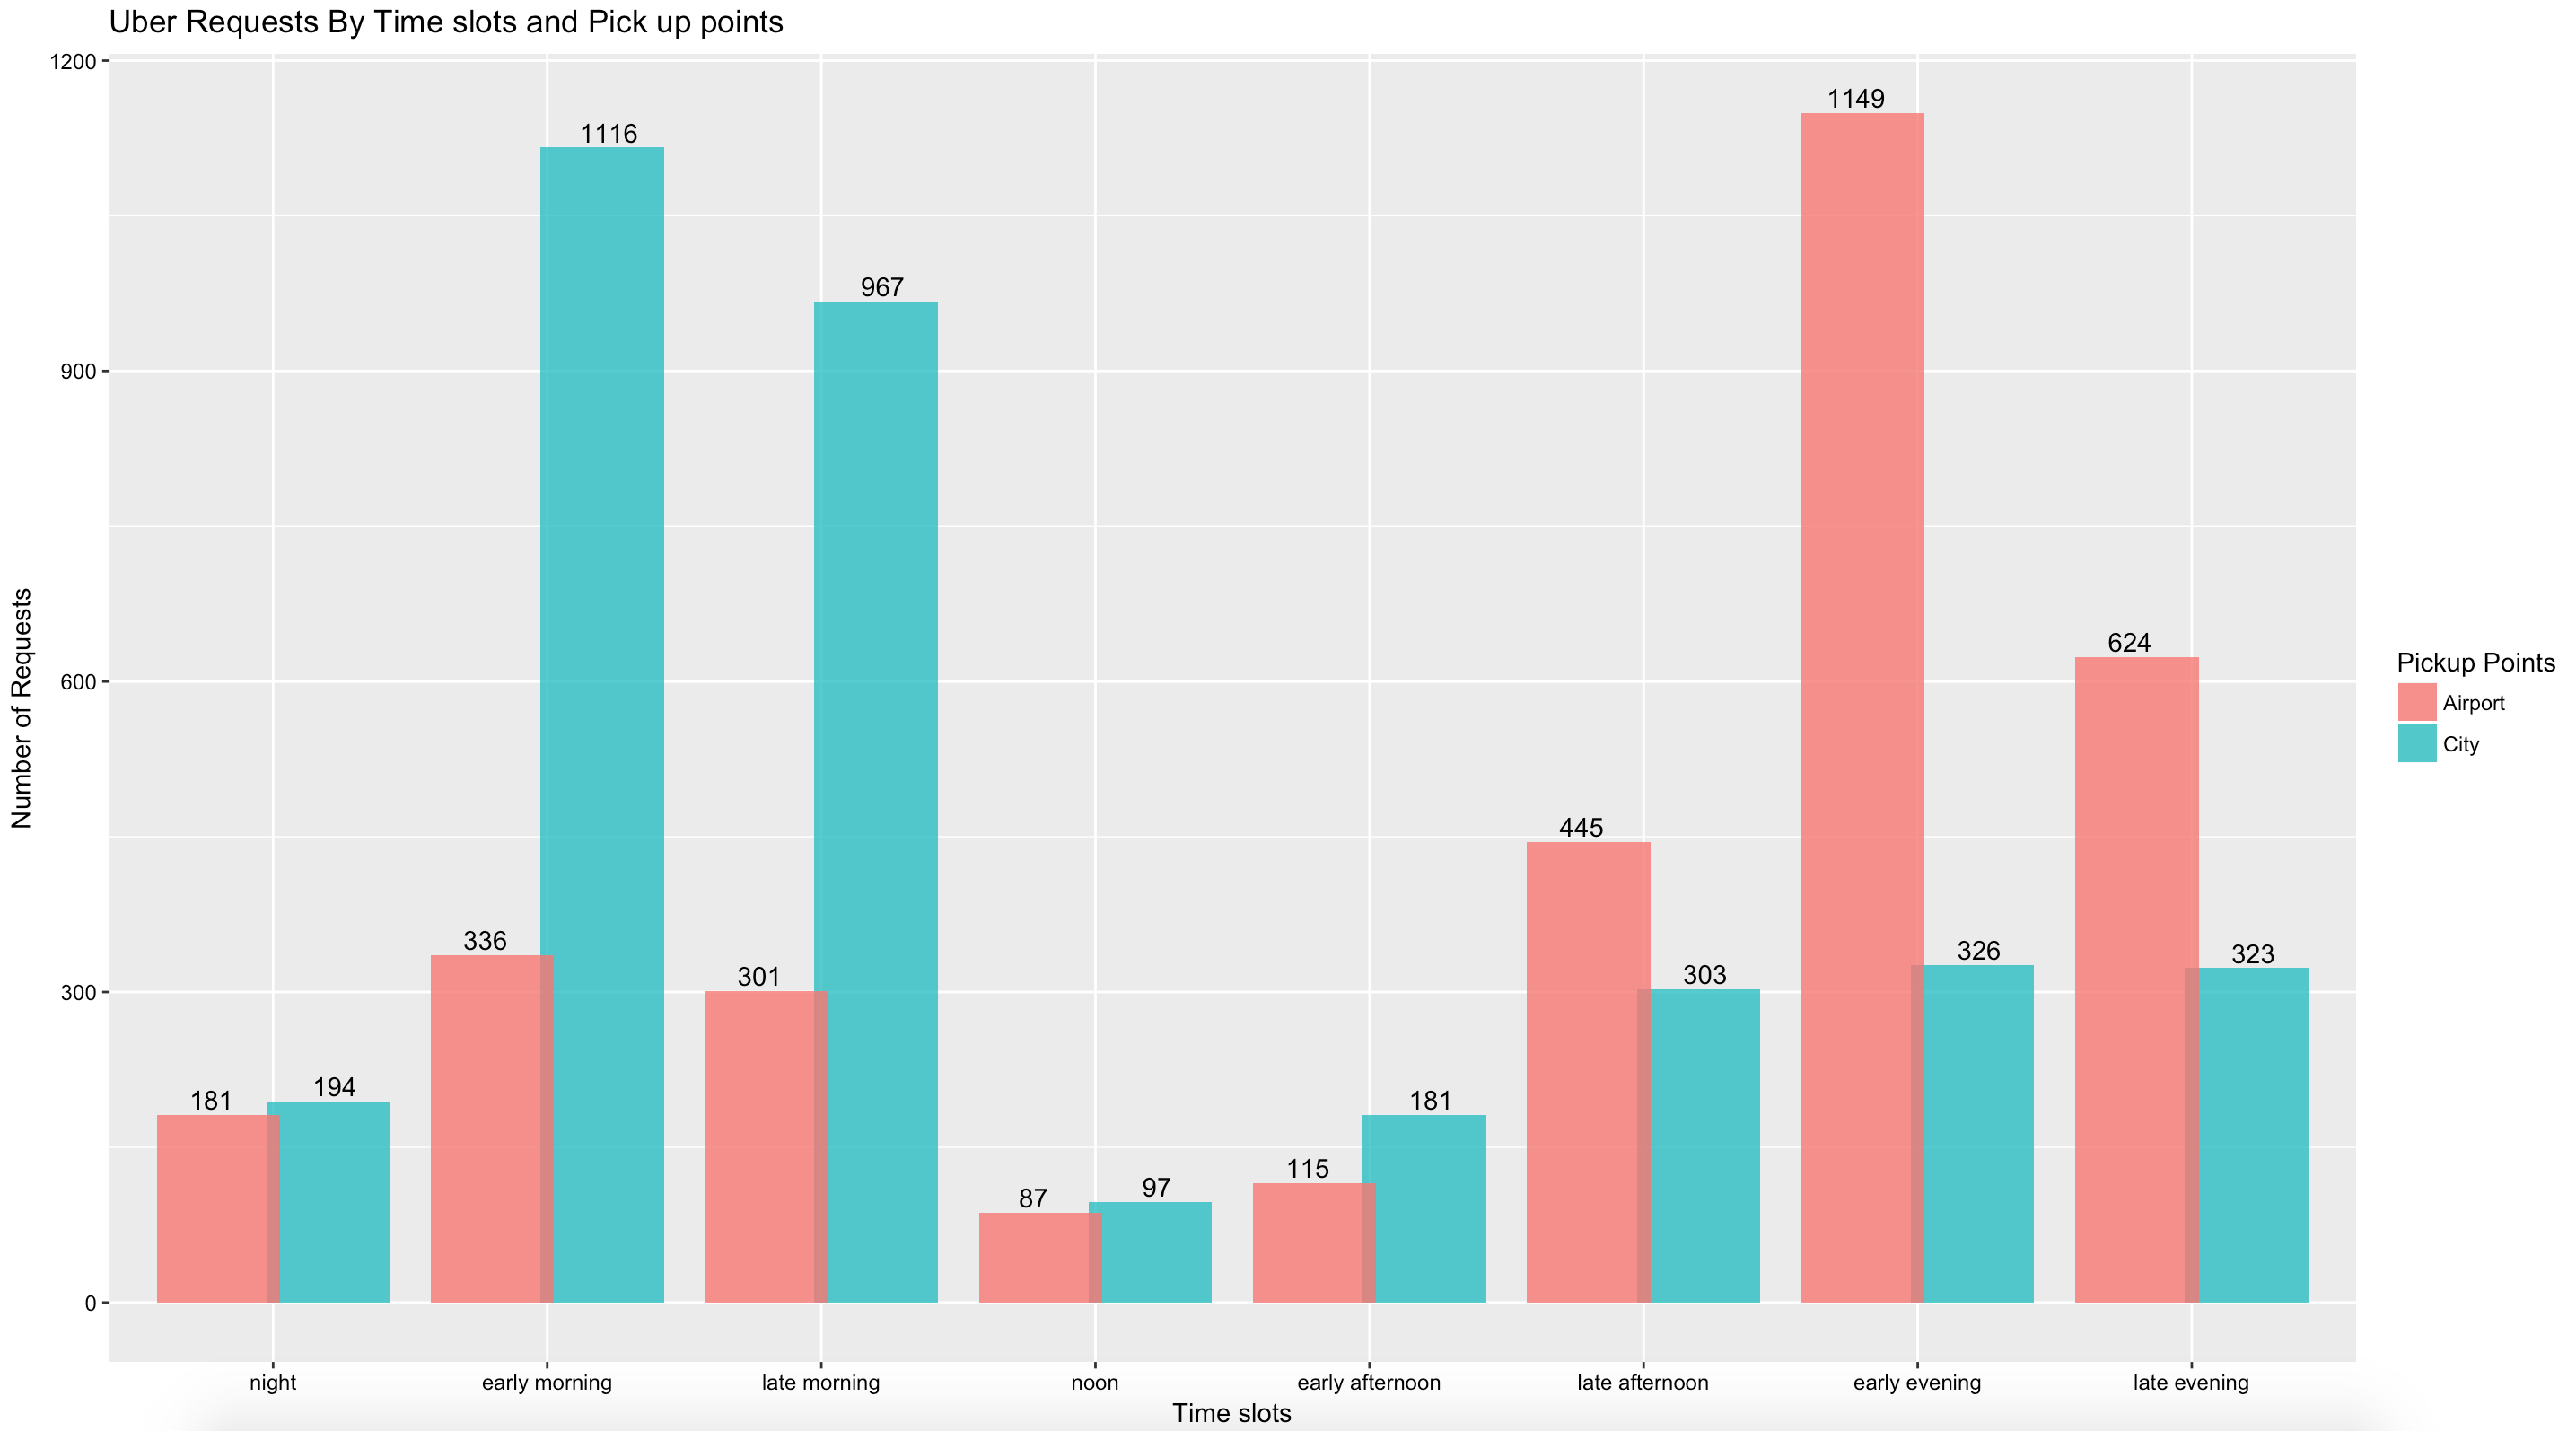 Uber Requests By Time slots and Pick up points
1200
900
600
300
0
Number of Requests
181
194
336
1116
301
967
87
97
115
181
445
303
1149
326
624
323
night
early morning
late morning
noon
early afternoon
late afternoon
early evening
late evening
Time slots
Pickup Points
Airport
City